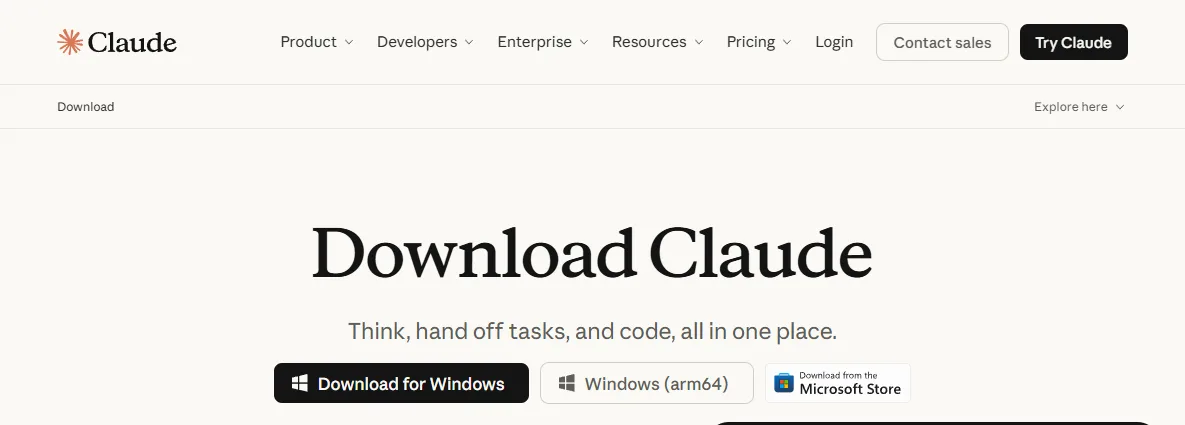 Claude
Product
Developers
Enterprise
Resources
Pricing
Login
Contact sales
Try Claude
Download
Explore here
Download Claude
Think, hand off tasks, and code, all in one place.
Download for Windows
Windows (arm64)
Download from the
Microsoft Store